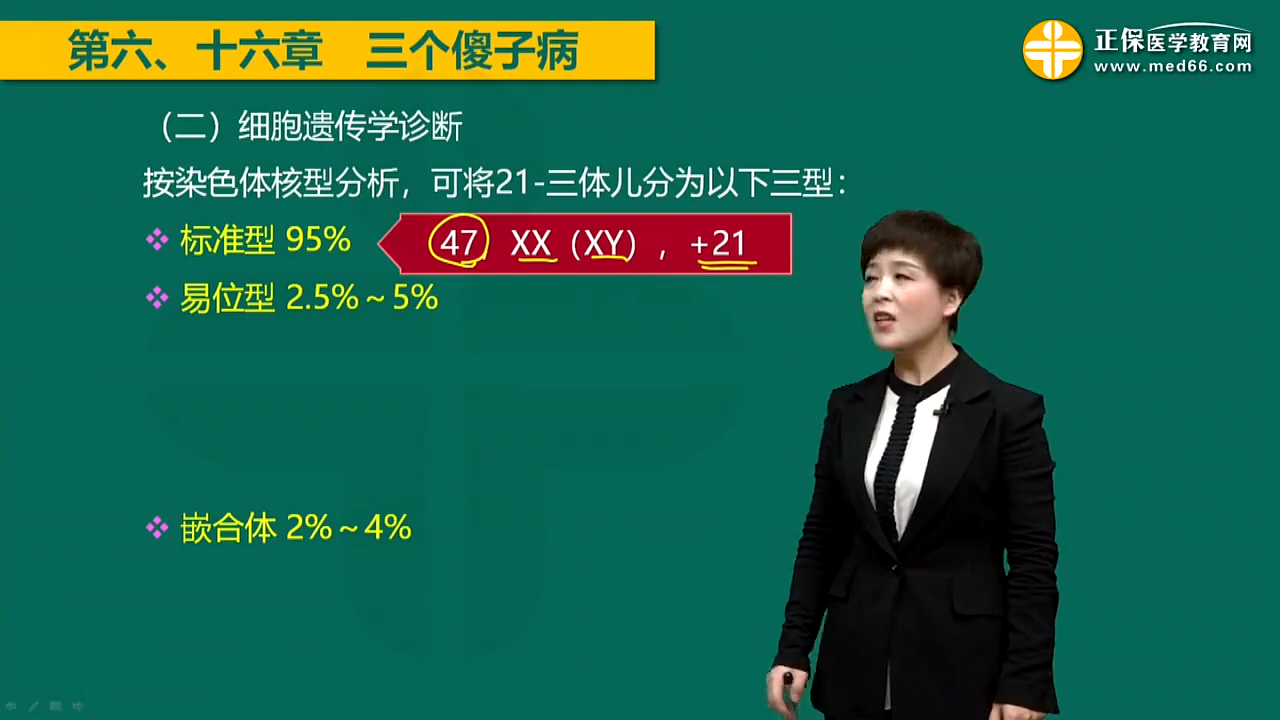 第六、十六章 三个傻子病
正保医学教育网
www.med66.com
（二）细胞遗传学诊断
按染色体核型分析，可将21-三体儿分为以下三型：
标准型 95%
47 XX（XY），+21
易位型 2.5%～5%
嵌合体 2%～4%